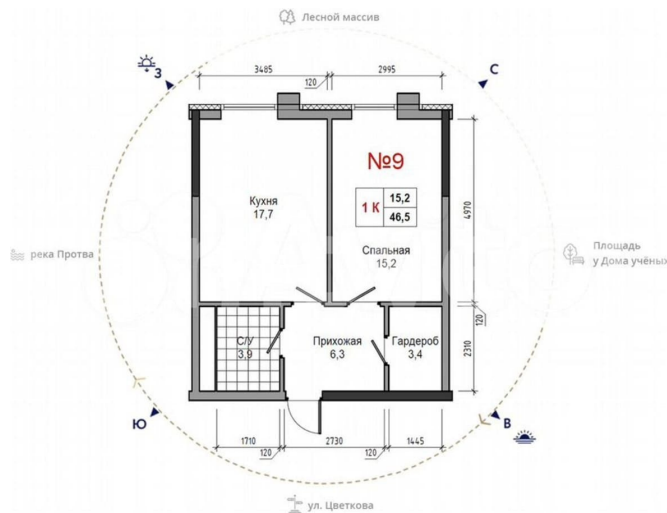 Лесной массив
3485
2995
120
З
С
№9
1 К
15,2
46,5
Кухня
17,7
Спальная
15,2
4970
река Протва
Площадь
у Дома учёных
120
С/У
3,9
Прихожая
6,3
Гардероб
3,4
2310
Ю
В
1710
2730
1445
120
120
ул. Цветкова